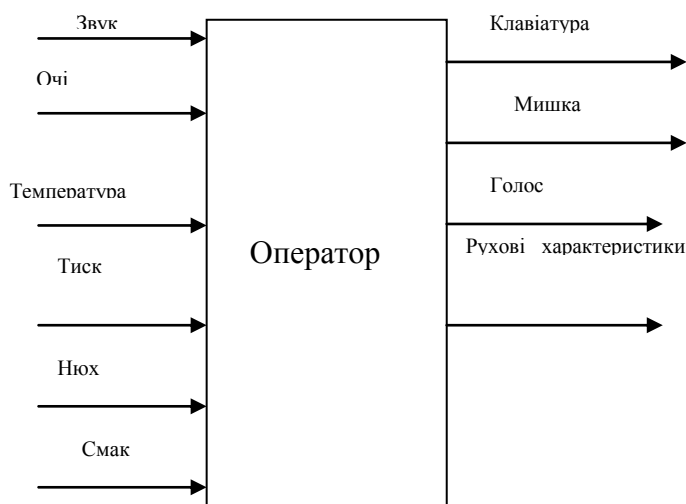 Звук
Очі
Температура
Тиск
Нюх
Смак
Оператор
Клавіатура
Мишка
Голос
Рухові характеристики